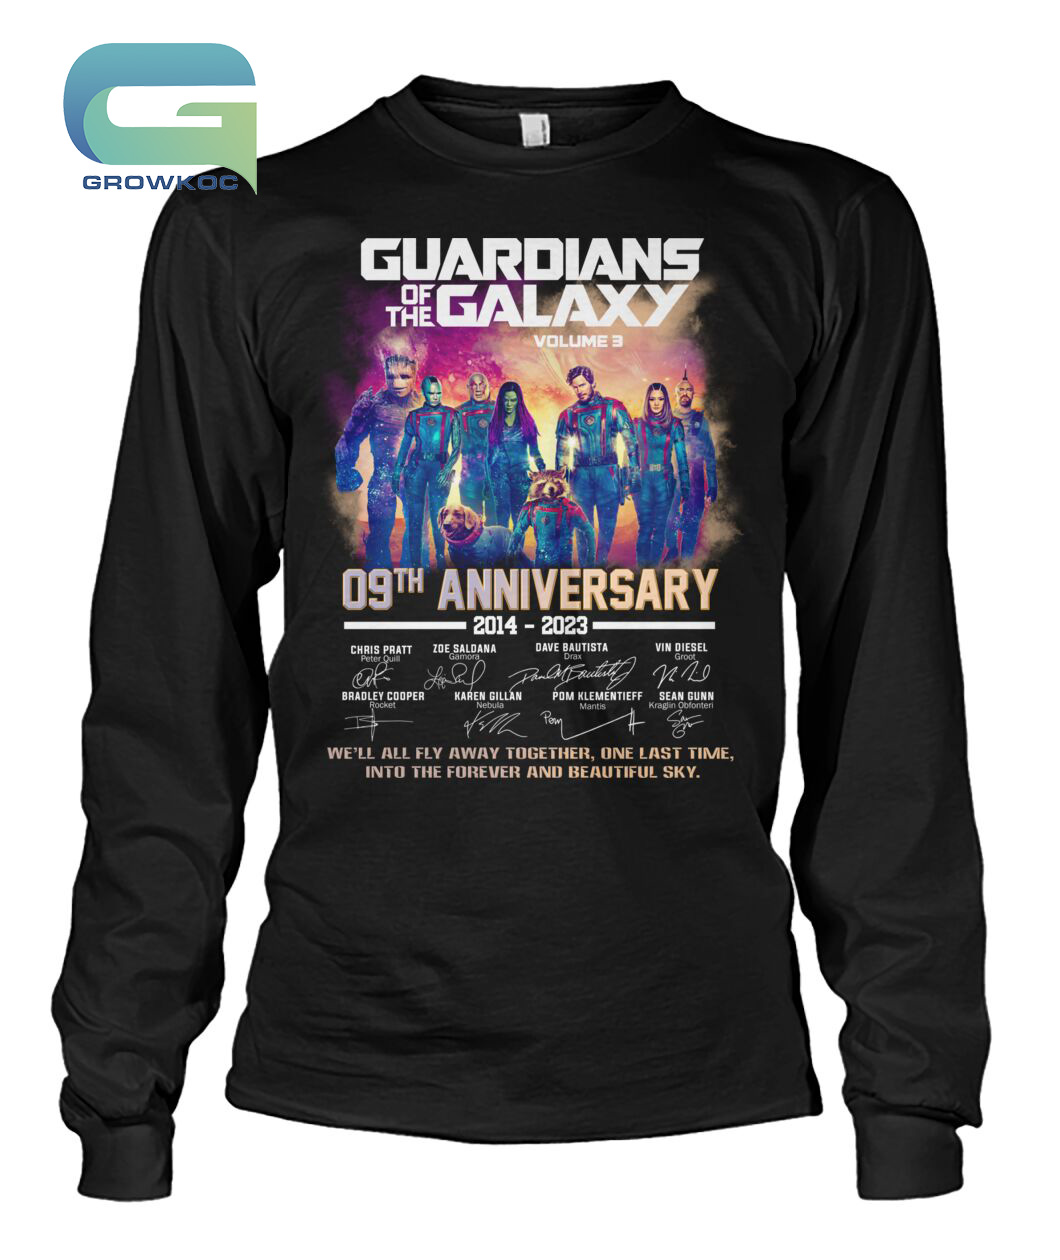 GROWKOC
GUARDIANS
OF THE GALAXY
VOLUME 3
09TH ANNIVERSARY
2014 - 2023
CHRIS PRATT ZOE SALDANA DAVE BAUTISTA VIN DIESEL
Peter Quill Gamora Drax Groot
BRADLEY COOPER KAREN GILLAN POM KLEMENTIEFF SEAN GUNN
Rocket Nebula Mantis Kraglin Obfonteri
Pom
WE'LL ALL FLY AWAY TOGETHER, ONE LAST TIME,
INTO THE FOREVER AND BEAUTIFUL SKY.